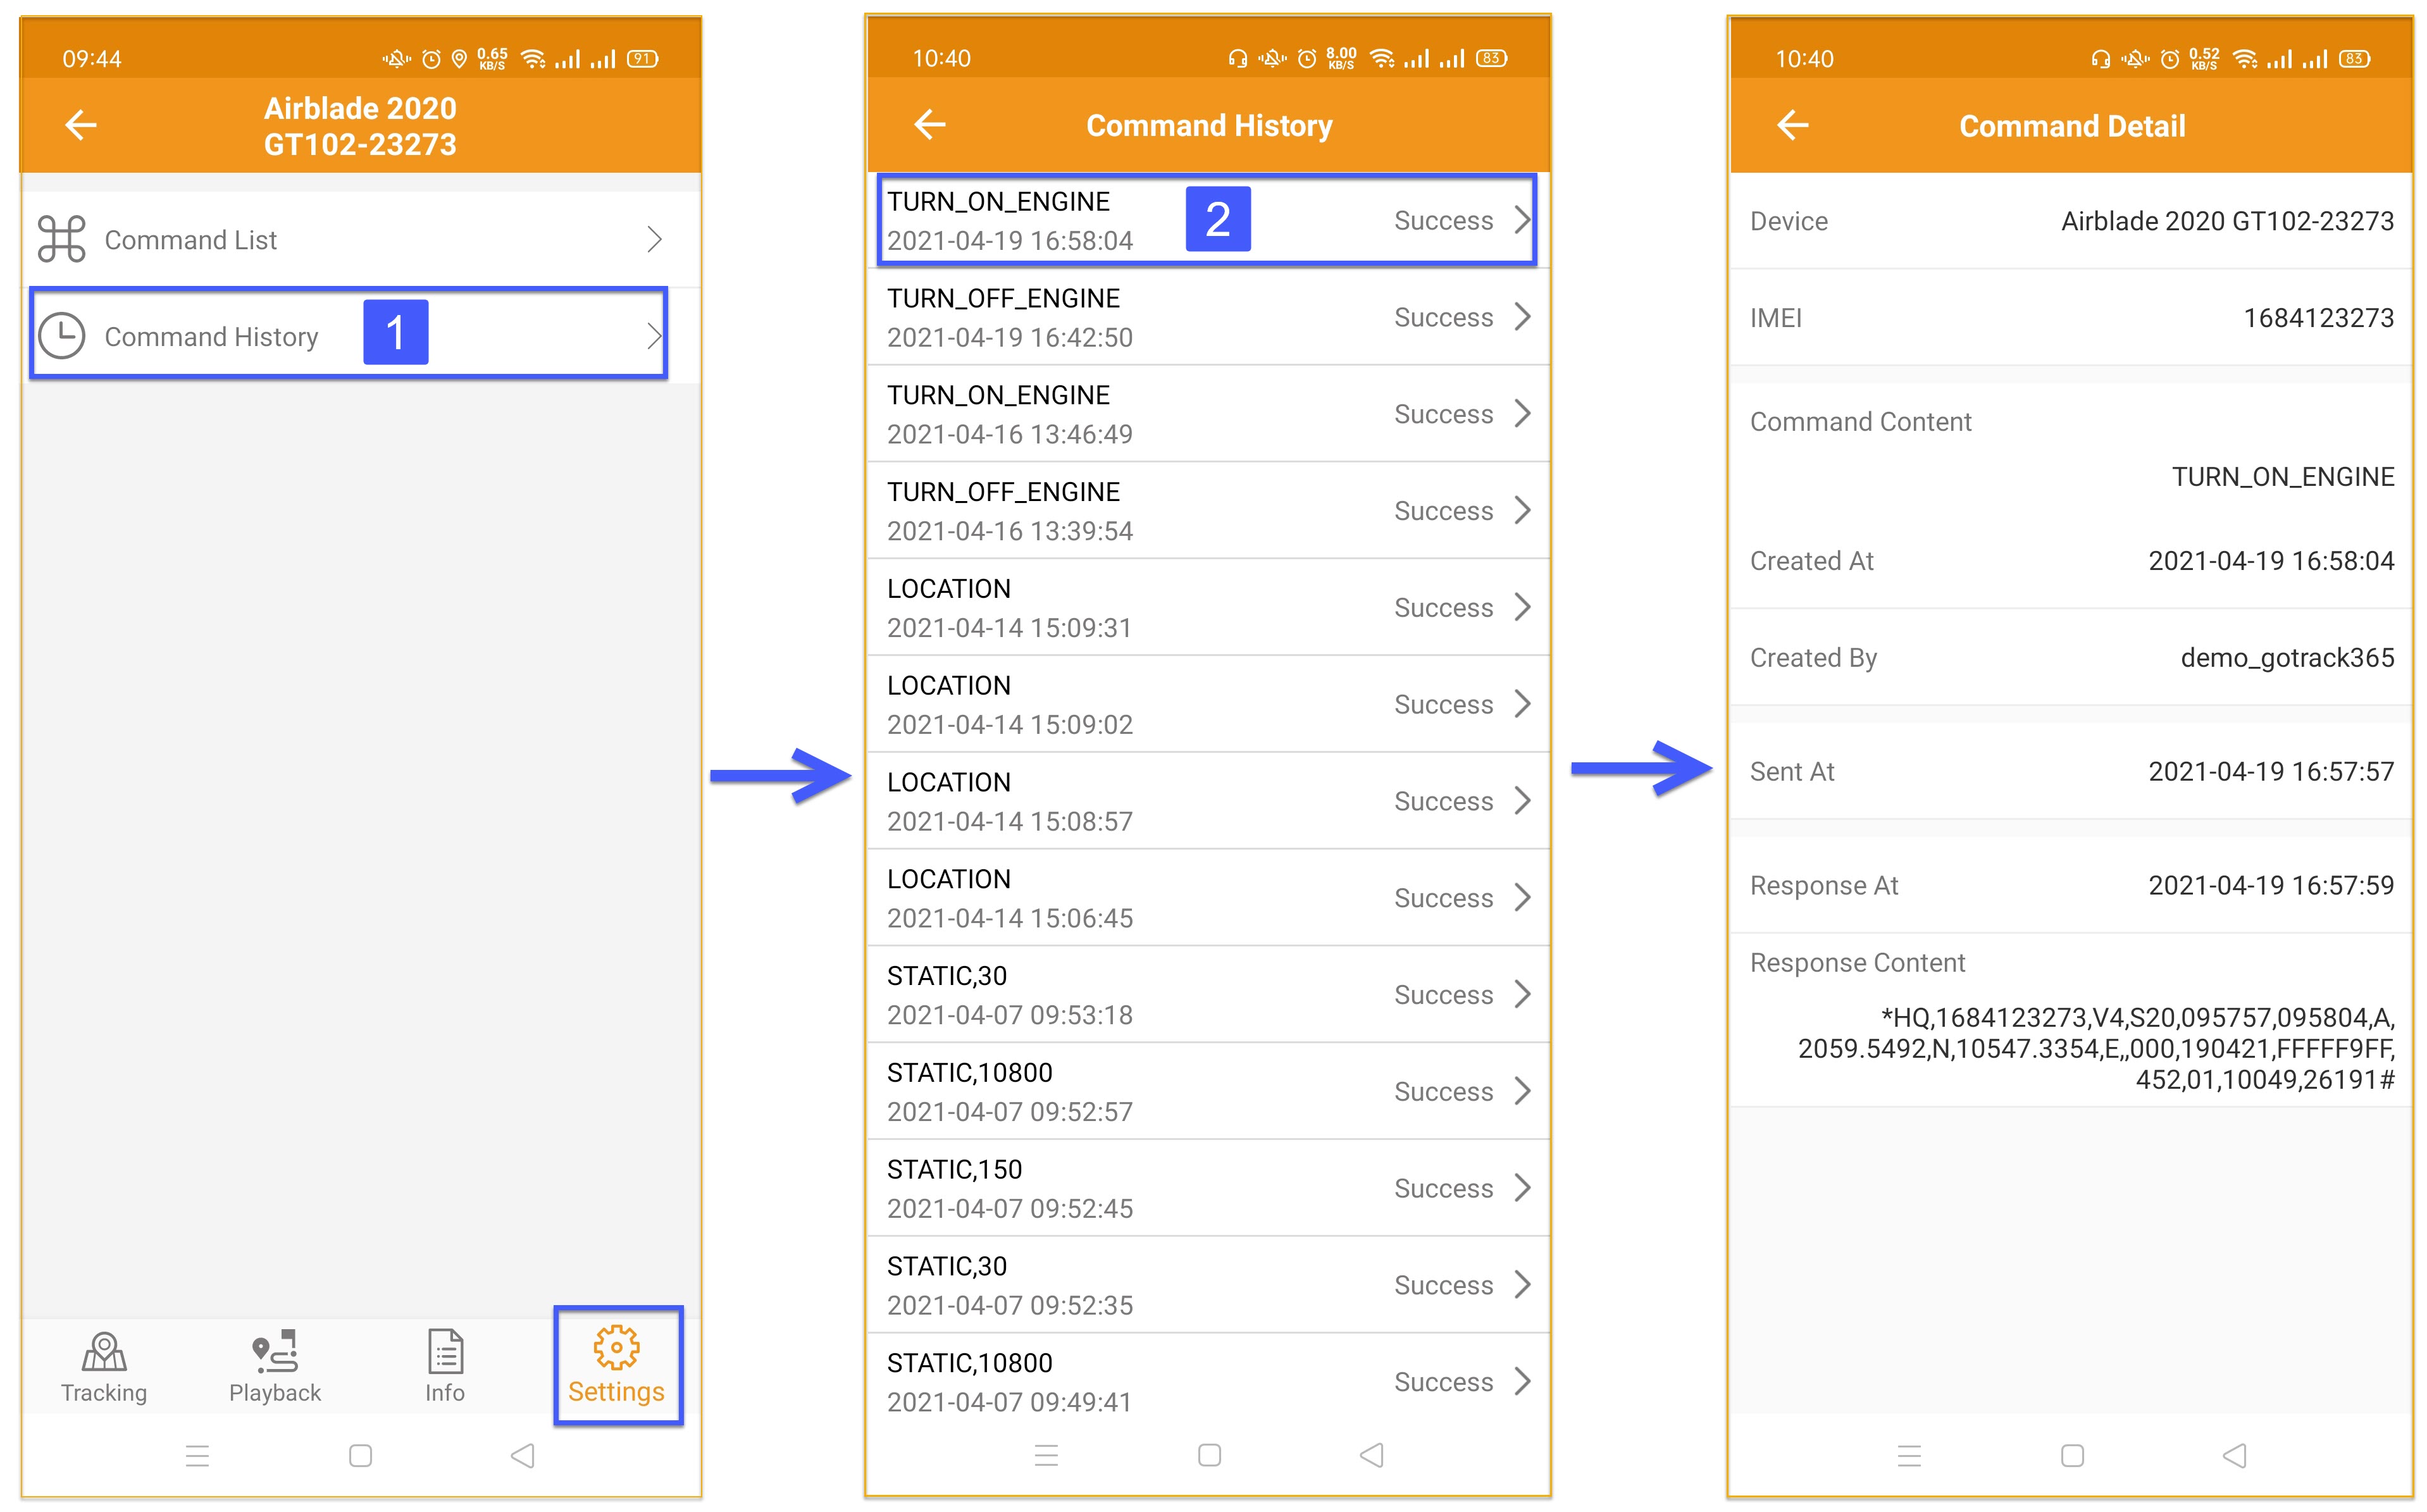 09:44
0.65
KB/S
91
Airblade 2020
GT102-23273
Command List
Command History
1
Tracking
Playback
Info
Settings
10:40
8.00
KB/S
83
Command History
TURN_ON_ENGINE
2021-04-19 16:58:04
2
Success
TURN_OFF_ENGINE
2021-04-19 16:42:50
Success
TURN_ON_ENGINE
2021-04-16 13:46:49
Success
TURN_OFF_ENGINE
2021-04-16 13:39:54
Success
LOCATION
2021-04-14 15:09:31
Success
LOCATION
2021-04-14 15:09:02
Success
LOCATION
2021-04-14 15:08:57
Success
LOCATION
2021-04-14 15:06:45
Success
STATIC,30
2021-04-07 09:53:18
Success
STATIC,10800
2021-04-07 09:52:57
Success
STATIC,150
2021-04-07 09:52:45
Success
STATIC,30
2021-04-07 09:52:35
Success
STATIC,10800
2021-04-07 09:49:41
Success
10:40
0.52
KB/S
83
Command Detail
Device Airblade 2020 GT102-23273
IMEI 1684123273
Command Content
TURN_ON_ENGINE
Created At 2021-04-19 16:58:04
Created By demo_gotrack365
Sent At 2021-04-19 16:57:57
Response At 2021-04-19 16:57:59
Response Content
*HQ,1684123273,V4,S20,095757,095804,A,
2059.5492,N,10547.3354,E,,000,190421,FFFFF9FF,
452,01,10049,26191#